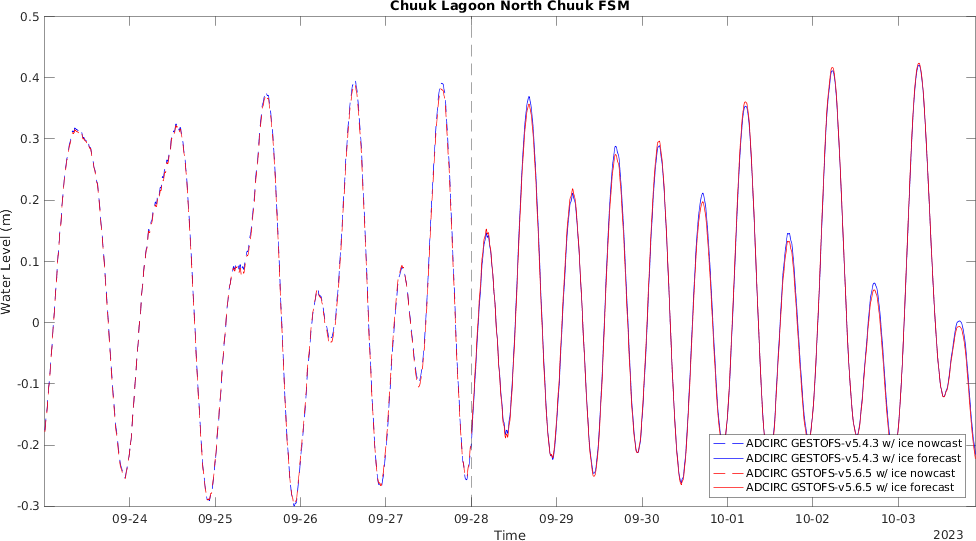 Chuuk Lagoon North Chuuk FSM
0.5
0.4
0.3
0.2
0.1
0
-0.1
-0.2
-0.3
Water Level (m)
ADCIRC GESTOFS-v5.4.3 w/ ice nowcast
ADCIRC GESTOFS-v5.4.3 w/ ice forecast
ADCIRC GSTOFS-v5.6.5 w/ ice nowcast
ADCIRC GSTOFS-v5.6.5 w/ ice forecast
09-24 09-25 09-26 09-27 09-28 09-29 09-30 10-01 10-02 10-03
Time
2023